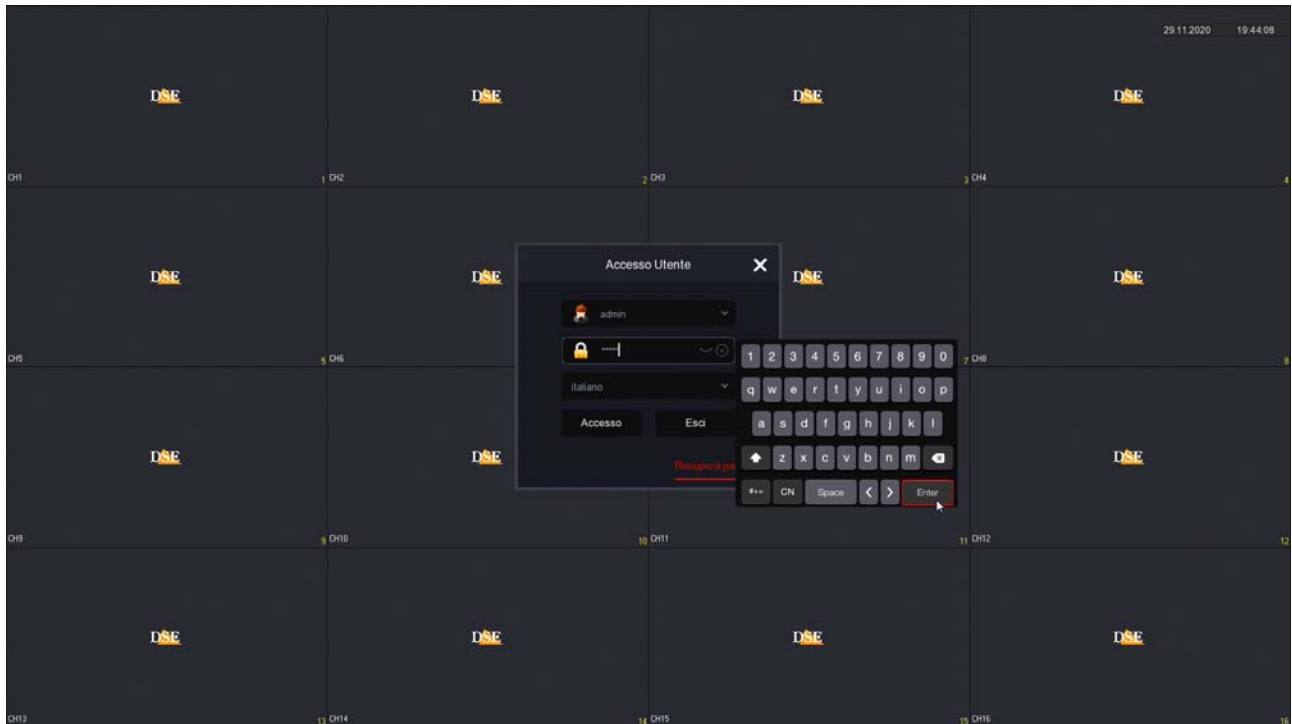 29.11.2020 19:44:08
DSE DSE DSE DSE
CH1 1 CH2 2 CH3 3 CH4 4
DSE DSE DSE DSE
CH5 5 CH6 7 CH8 8
DSE DSE DSE
CH9 9 CH10 10 CH11 11 CH12 12
DSE DSE DSE DSE
CH13 13 CH14 14 CH15 15 CH16 16
Accesso Utente
admin
italiano
Accesso Esci
Recupera pa
1 2 3 4 5 6 7 8 9 0
q w e r t y u i o p
a s d f g h j k l
z x c v b n m
#+= CN Space < > Enter